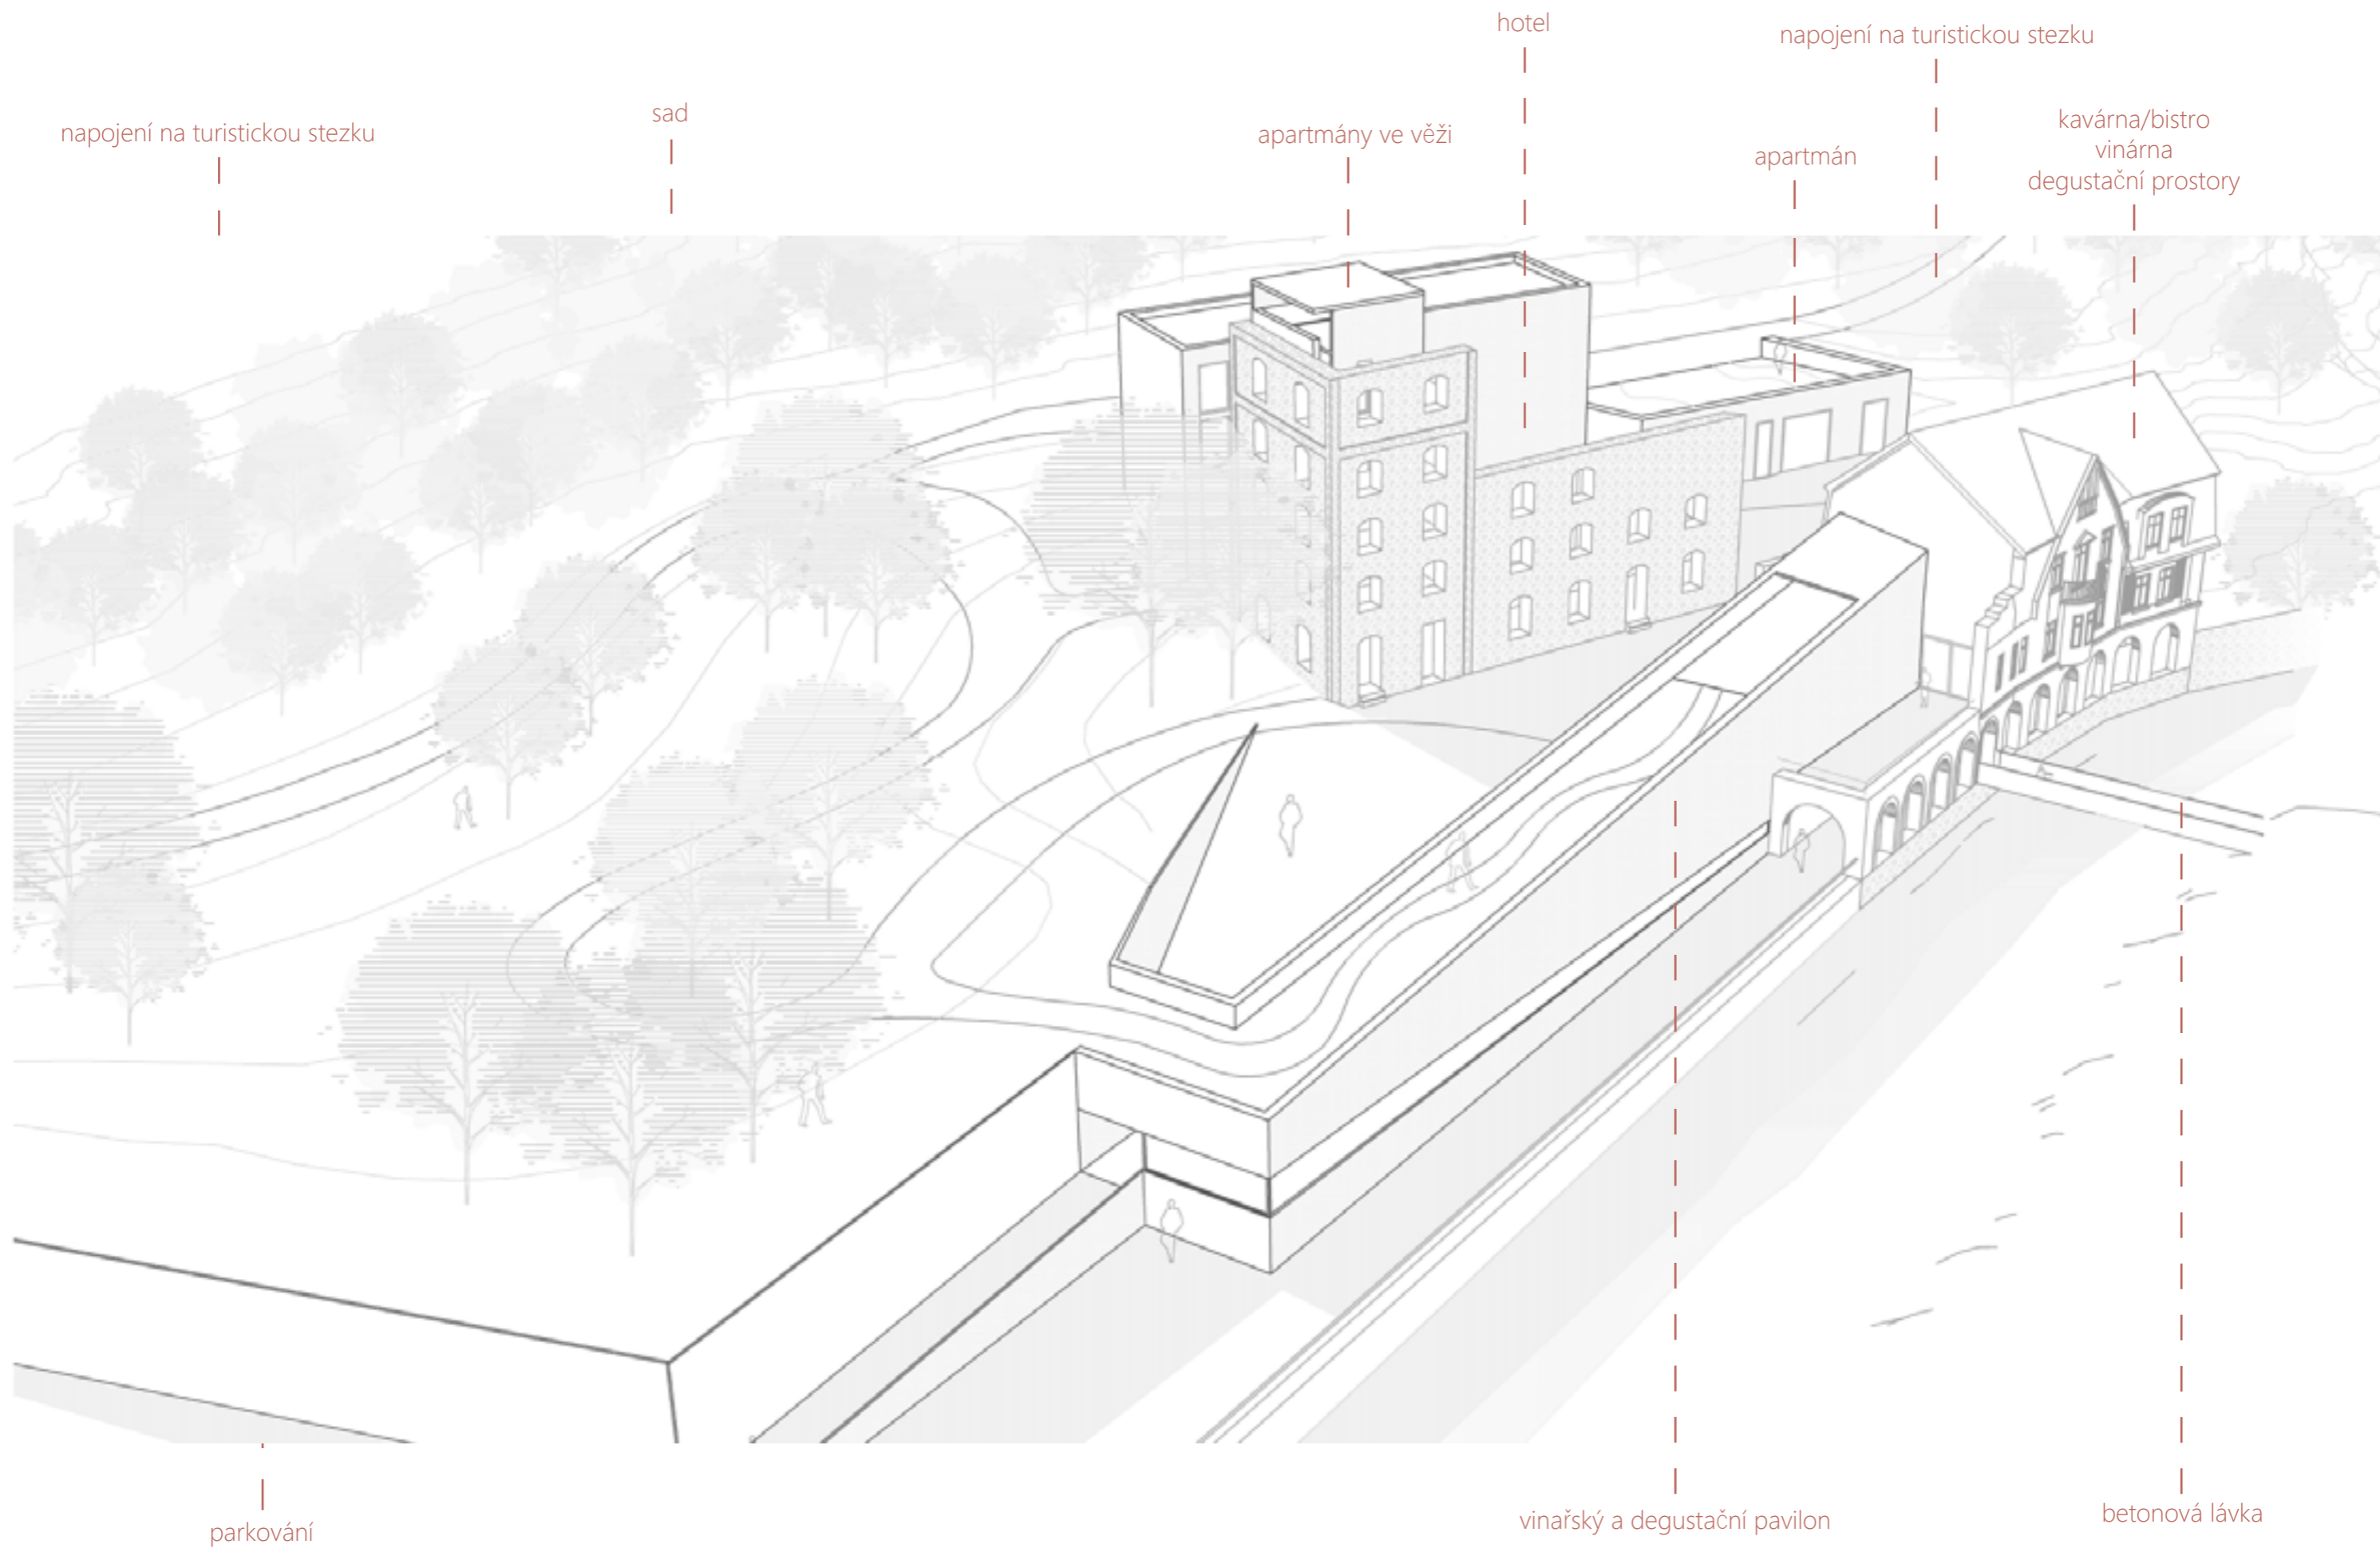 hotel
napojení na turistickou stezku
sad
napojení na turistickou stezku
apartmány ve věži
apartmán
kavárna/bistro
vinárna
degustační prostory
parkování
vinařský a degustační pavilon
betonová lávka